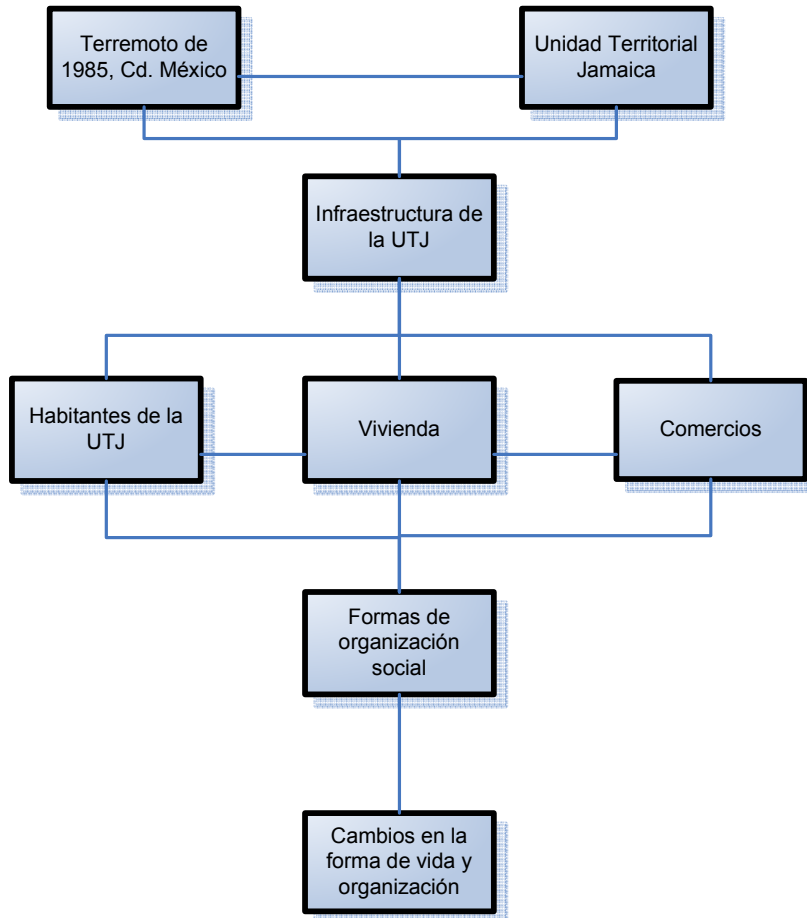 Terremoto de
1985, Cd. México
Unidad Territorial
Jamaica
Infraestructura de
la UTJ
Habitantes de la
UTJ
Vivienda
Comercios
Formas de
organización
social
Cambios en la
forma de vida y
organización